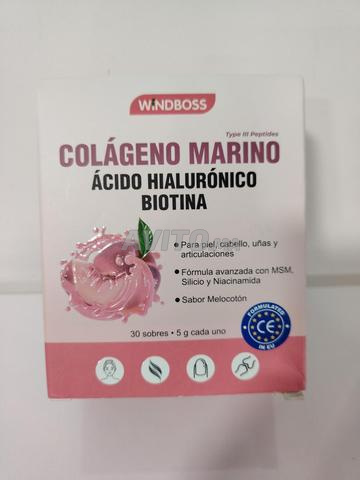 WINDBOSS
Type III Peptides
COLÁGENO MARINO
ÁCIDO HIALURÓNICO
BIOTINA
• Para piel, cabello, uñas y
articulaciones
• Fórmula avanzada con MSM,
Silicio y Niacinamida
• Sabor Melocotón
30 sobres • 5 g cada uno
FORMULATED
CE
IN EU